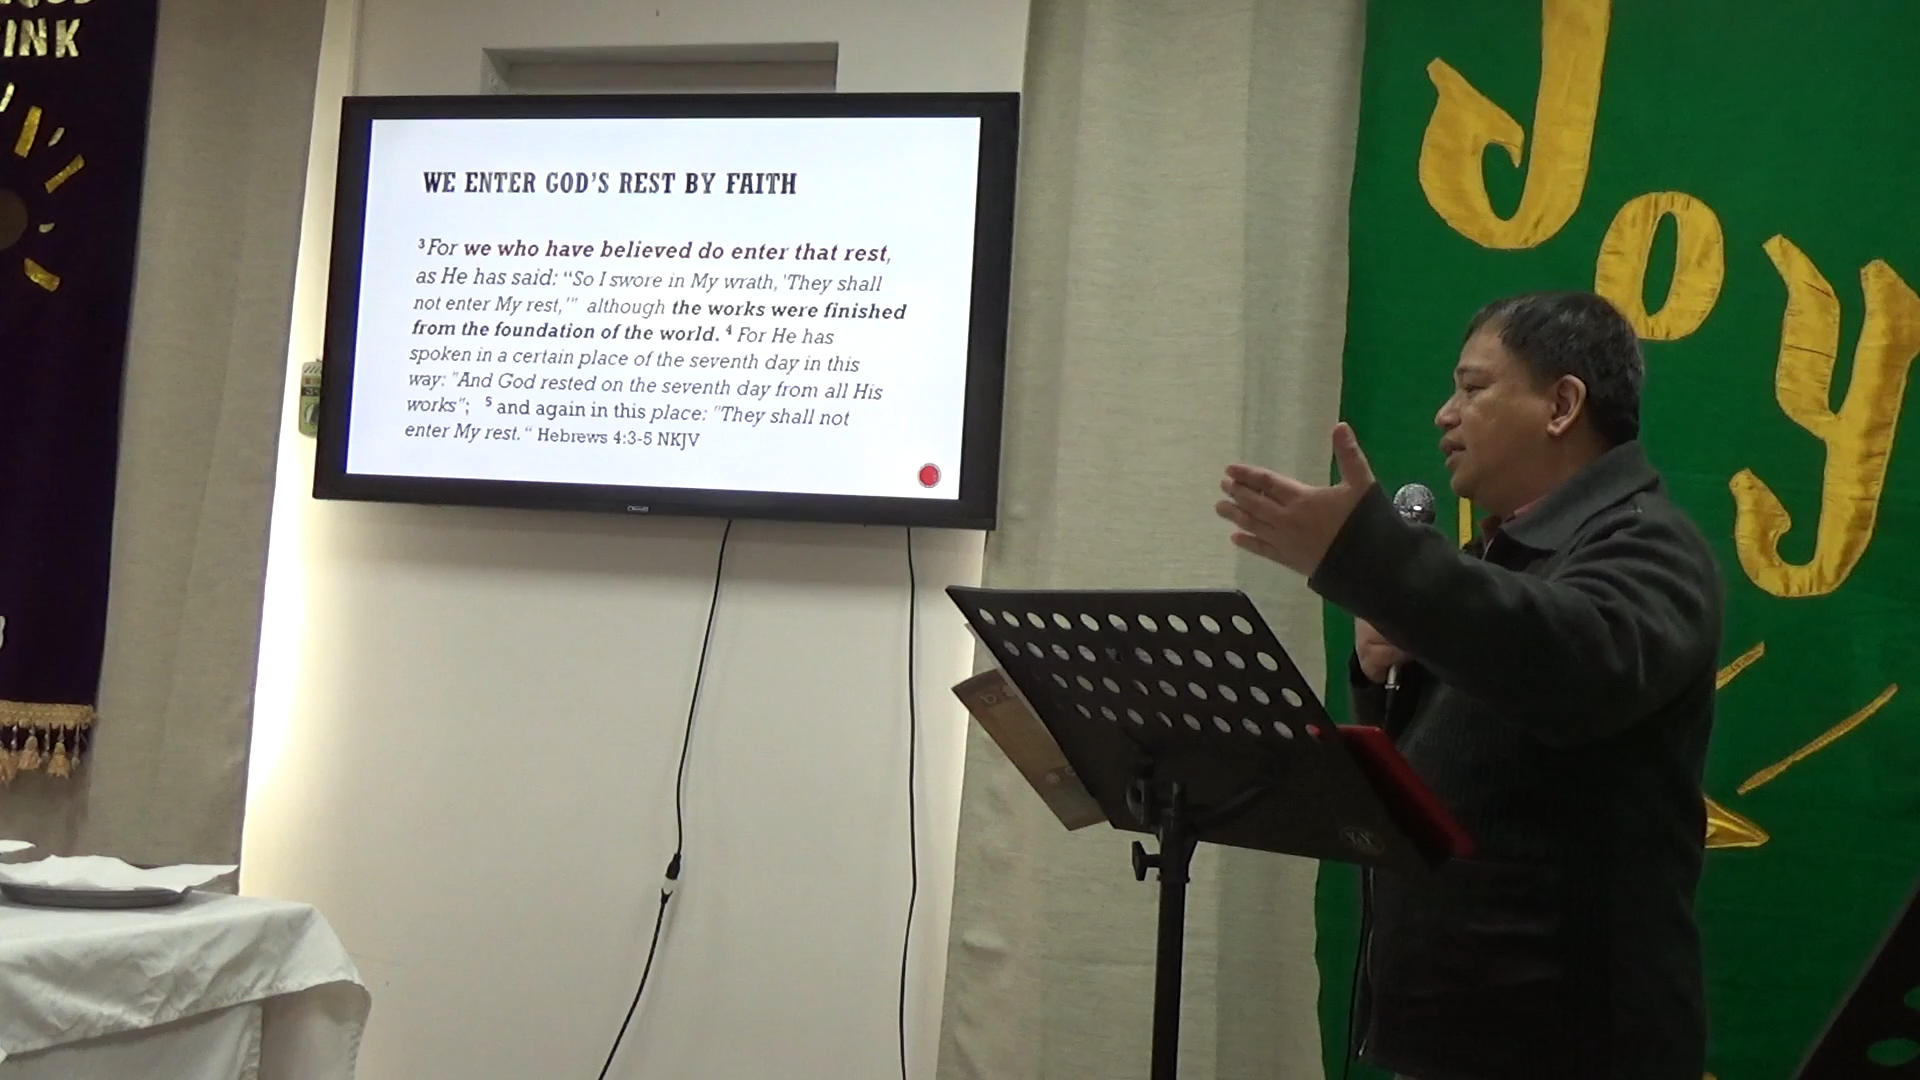 INK
WE ENTER GOD'S REST BY FAITH
³ For we who have believed do enter that rest,
as He has said: "So I swore in My wrath, 'They shall
not enter My rest,'" although the works were finished
from the foundation of the world. ⁴ For He has
spoken in a certain place of the seventh day in this
way: "And God rested on the seventh day from all His
works"; ⁵ and again in this place: "They shall not
enter My rest." Hebrews 4:3-5 NKJV
Joy